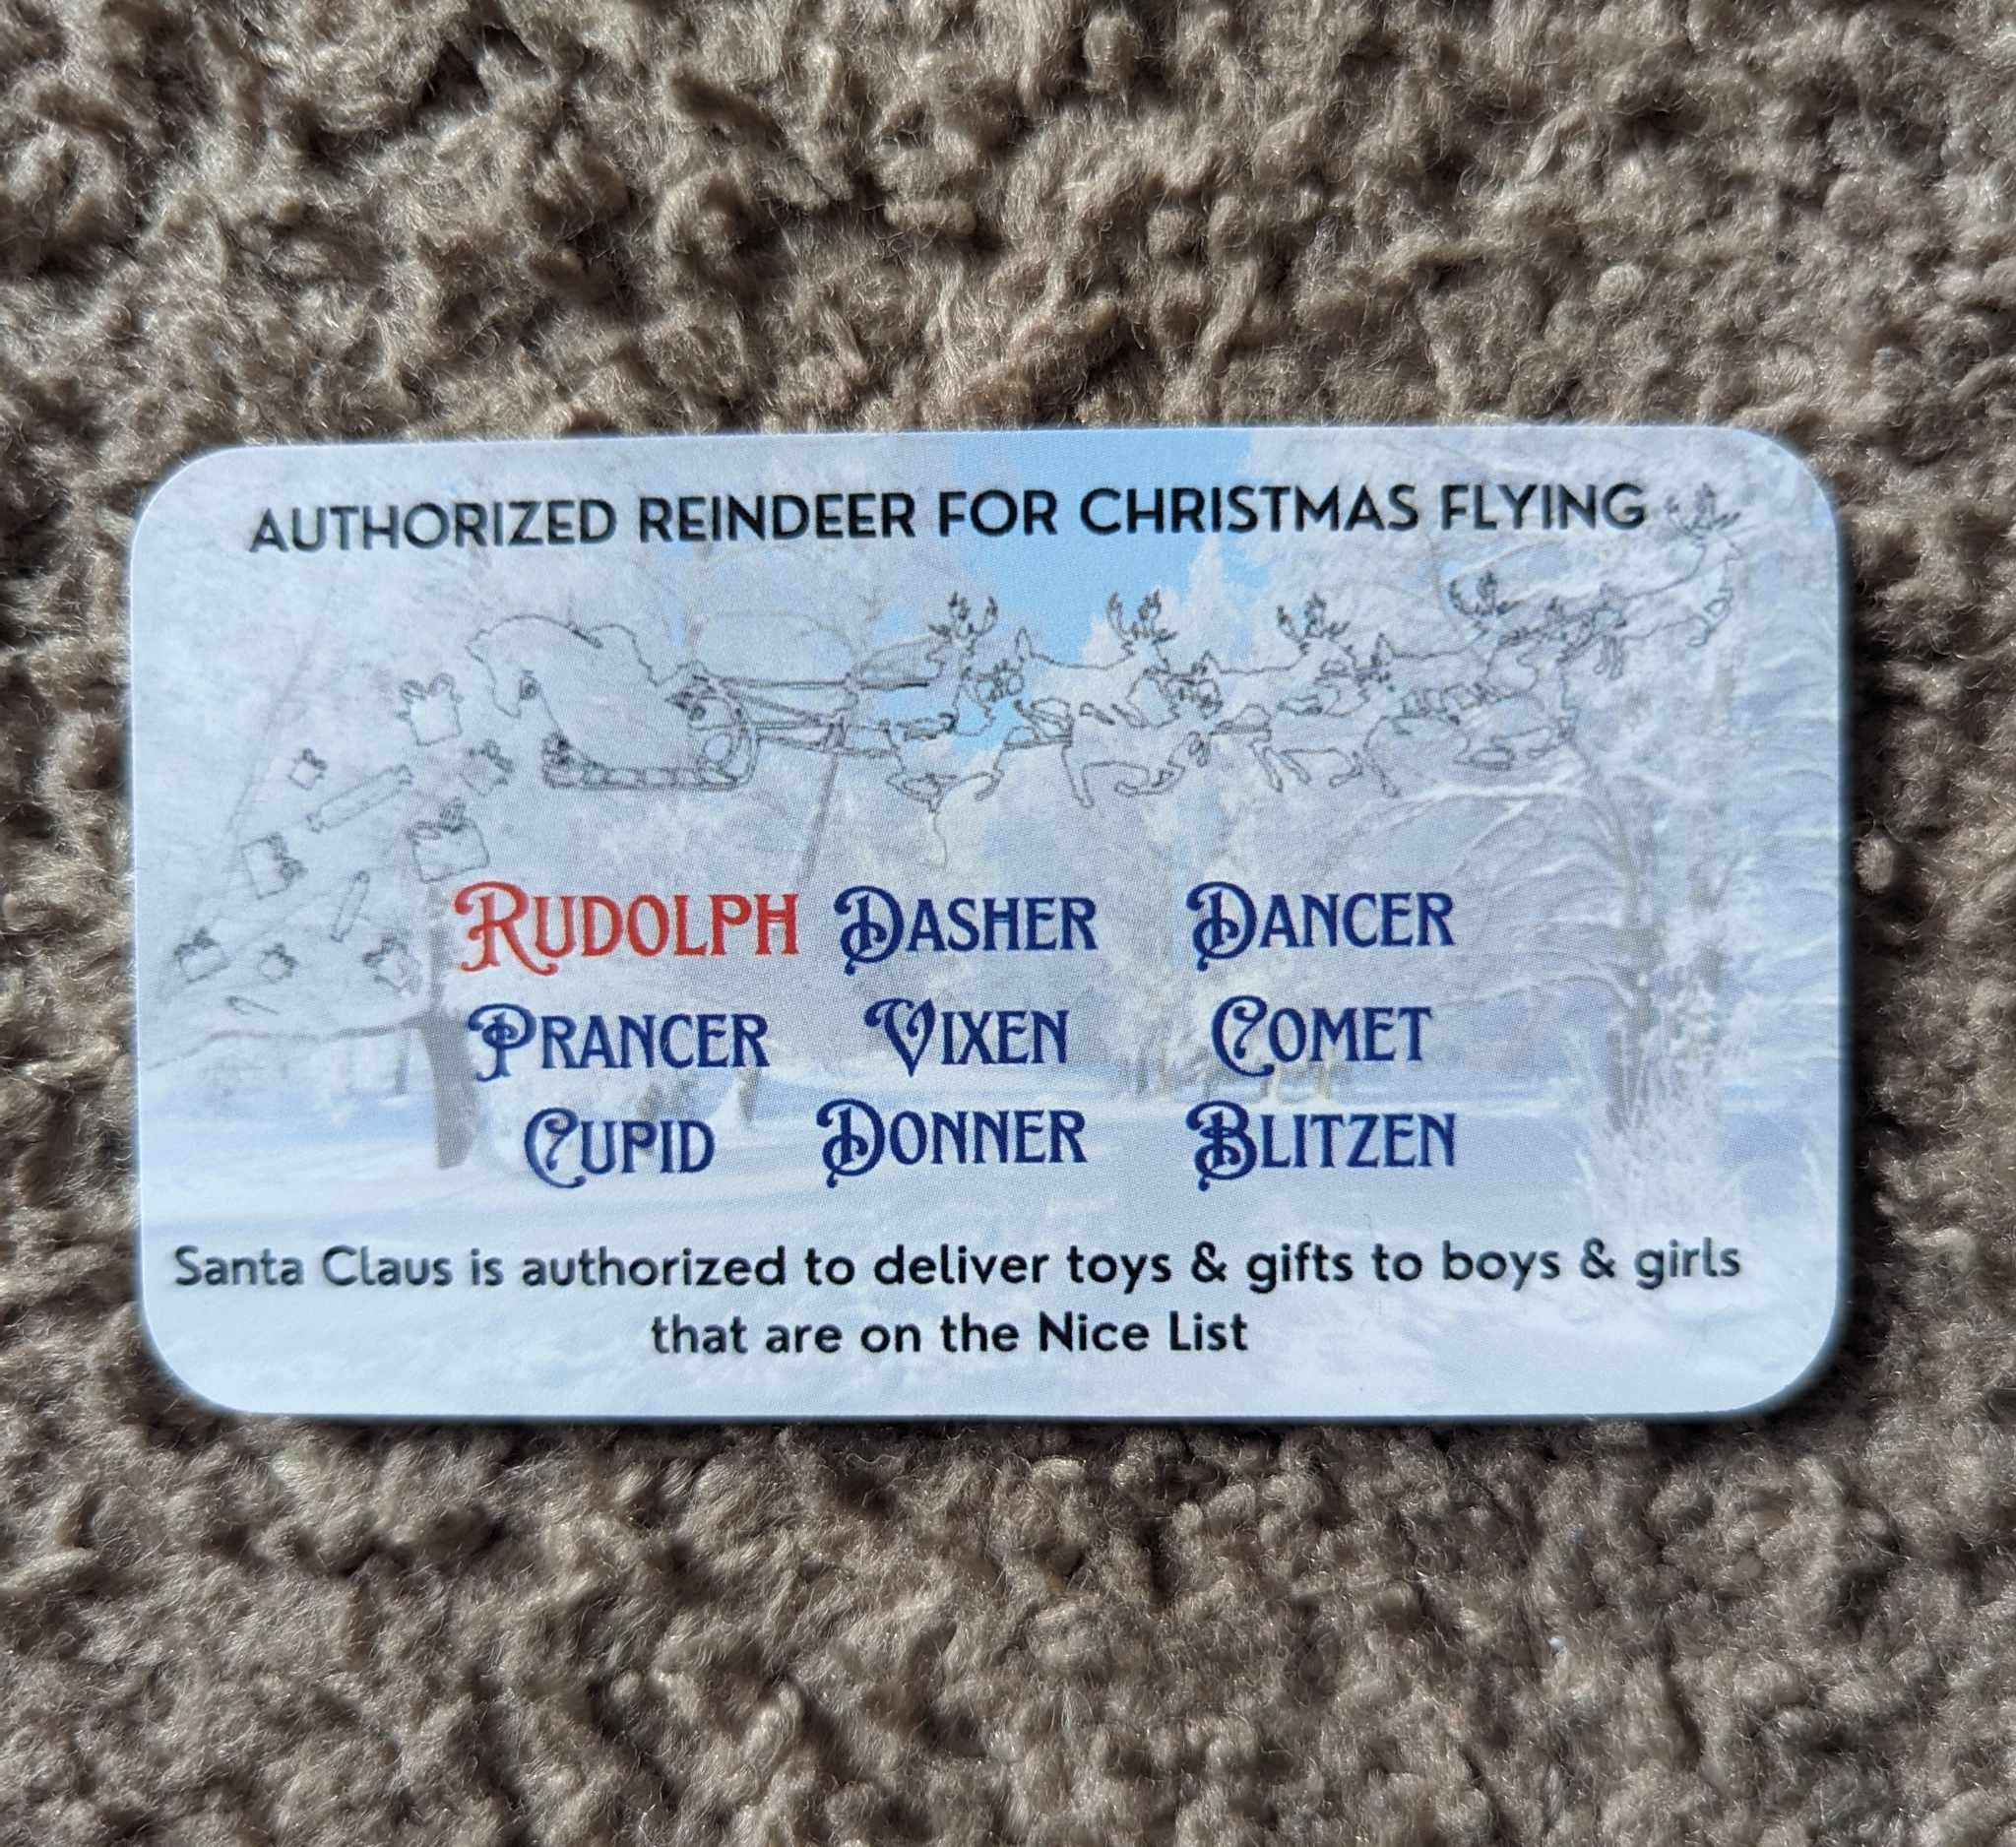 AUTHORIZED REINDEER FOR CHRISTMAS FLYING
RUDOLPH DASHER DANCER
PRANCER VIXEN COMET
CUPID DONNER BLITZEN
Santa Claus is authorized to deliver toys & gifts to boys & girls
that are on the Nice List